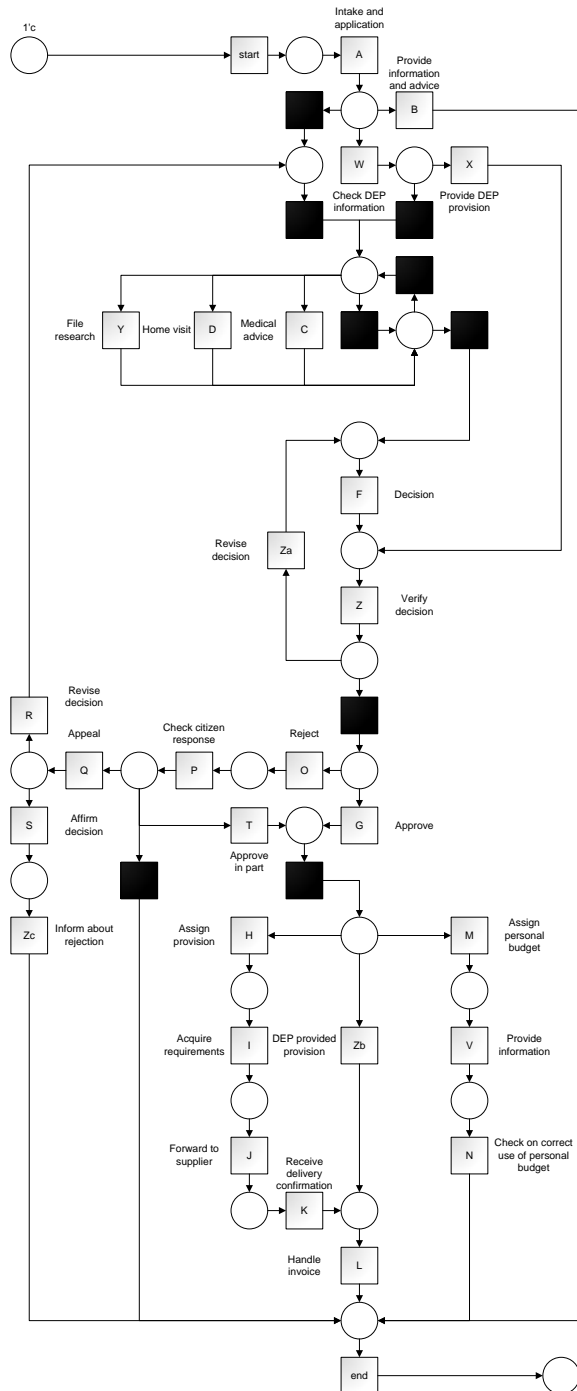 1'c
Intake and
application
start
A
Provide
information
and advice
B
W
X
Check DEP
information
Provide DEP
provision
File
research
Y
Home visit
D
Medical
advice
C
F
Decision
Revise
decision
Za
Z
Verify
decision
Revise
decision
R
Appeal
Check citizen
response
Reject
Q
P
O
S
Affirm
decision
T
G
Approve
Approve
in part
Zc
Inform about
rejection
Assign
provision
H
M
Assign
personal
budget
Acquire
requirements
I
DEP provided
provision
Zb
V
Provide
information
Forward to
supplier
J
Receive
delivery
confirmation
K
N
Check on correct
use of personal
budget
Handle
invoice
L
end